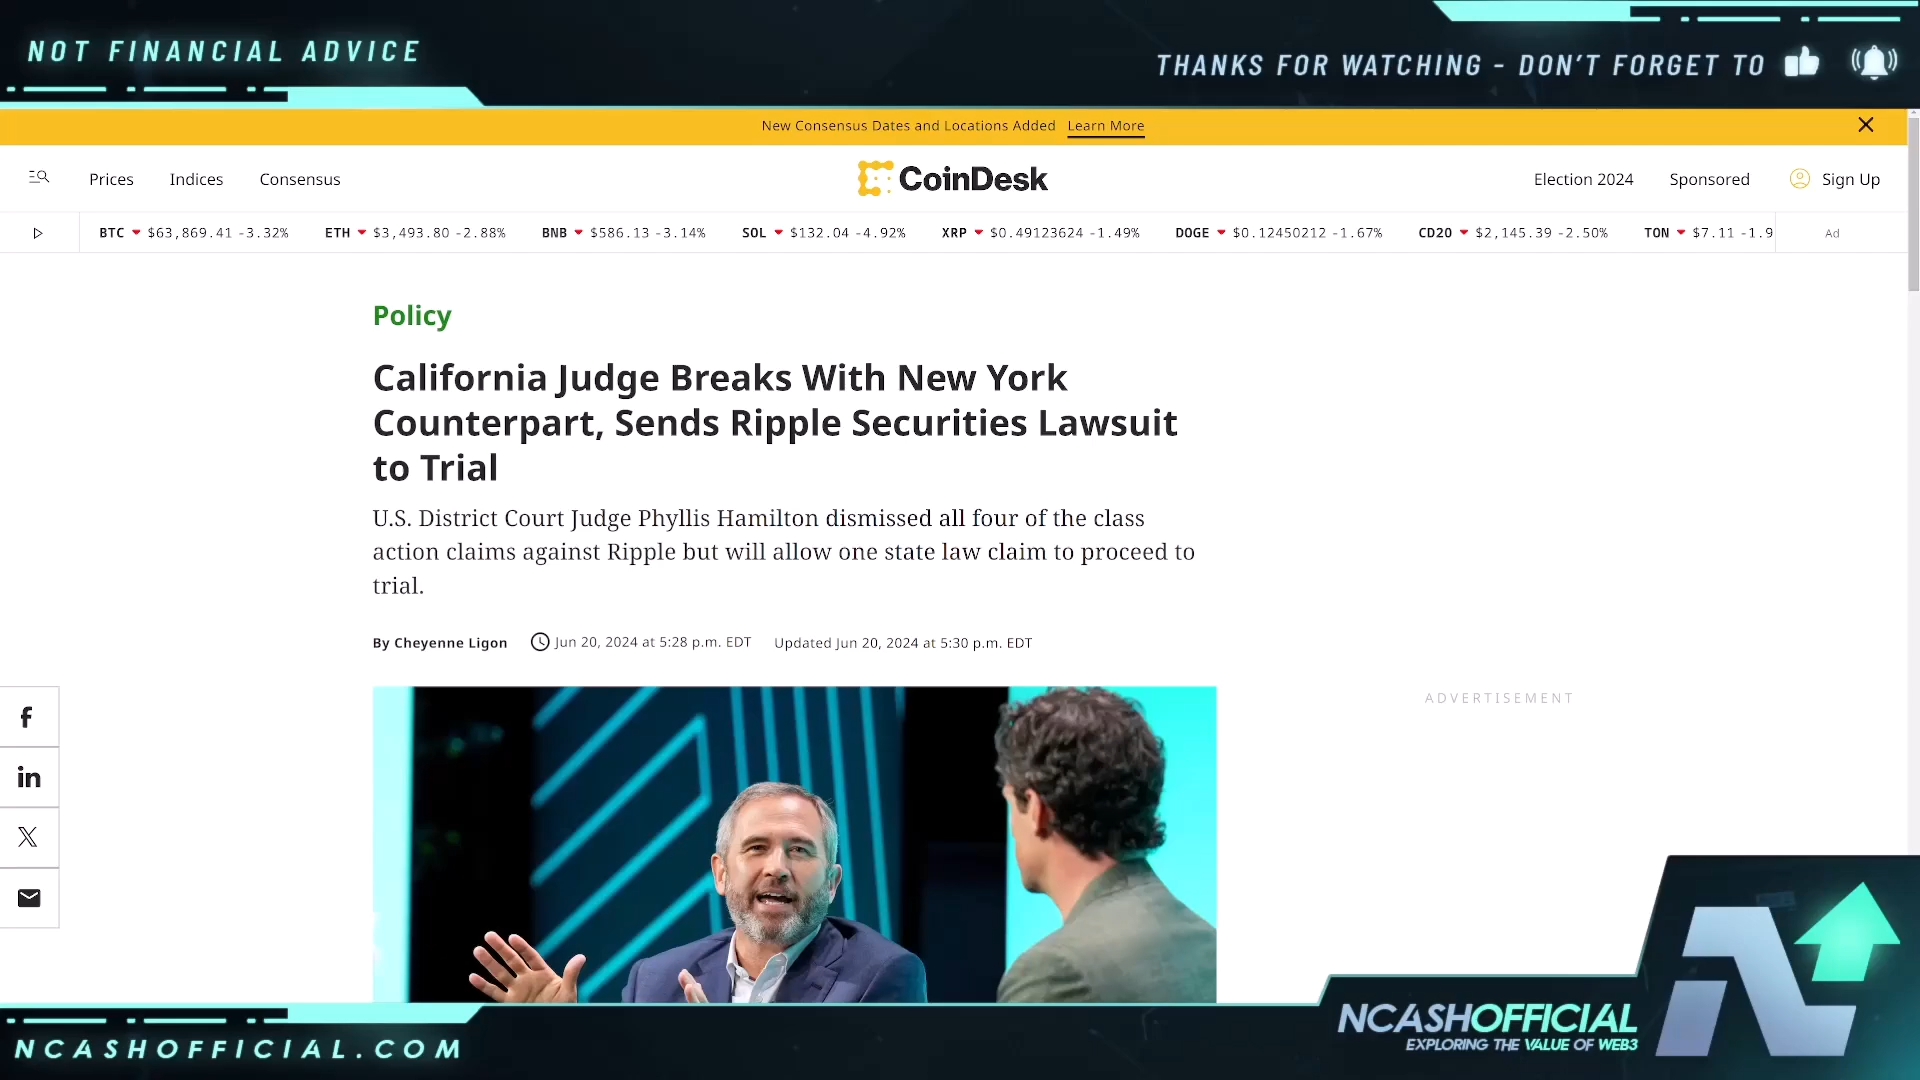 NOT FINANCIAL ADVICE
THANKS FOR WATCHING - DON'T FORGET TO
New Consensus Dates and Locations Added Learn More
Prices Indices Consensus CoinDesk Election 2024 Sponsored Sign Up
BTC $63,869.41 -3.32% ETH $3,493.80 -2.88% BNB $586.13 -3.14% SOL $132.04 -4.92% XRP $0.49123624 -1.49% DOGE $0.12450212 -1.67% CD20 $2,145.39 -2.50% TON $7.11 -1.9 Ad
Policy
California Judge Breaks With New York
Counterpart, Sends Ripple Securities Lawsuit
to Trial
U.S. District Court Judge Phyllis Hamilton dismissed all four of the class
action claims against Ripple but will allow one state law claim to proceed to
trial.
By Cheyenne Ligon Jun 20, 2024 at 5:28 p.m. EDT Updated Jun 20, 2024 at 5:30 p.m. EDT
ADVERTISEMENT
NCASHOFFICIAL
EXPLORING THE VALUE OF WEB3
NCASHOFFICIAL.COM